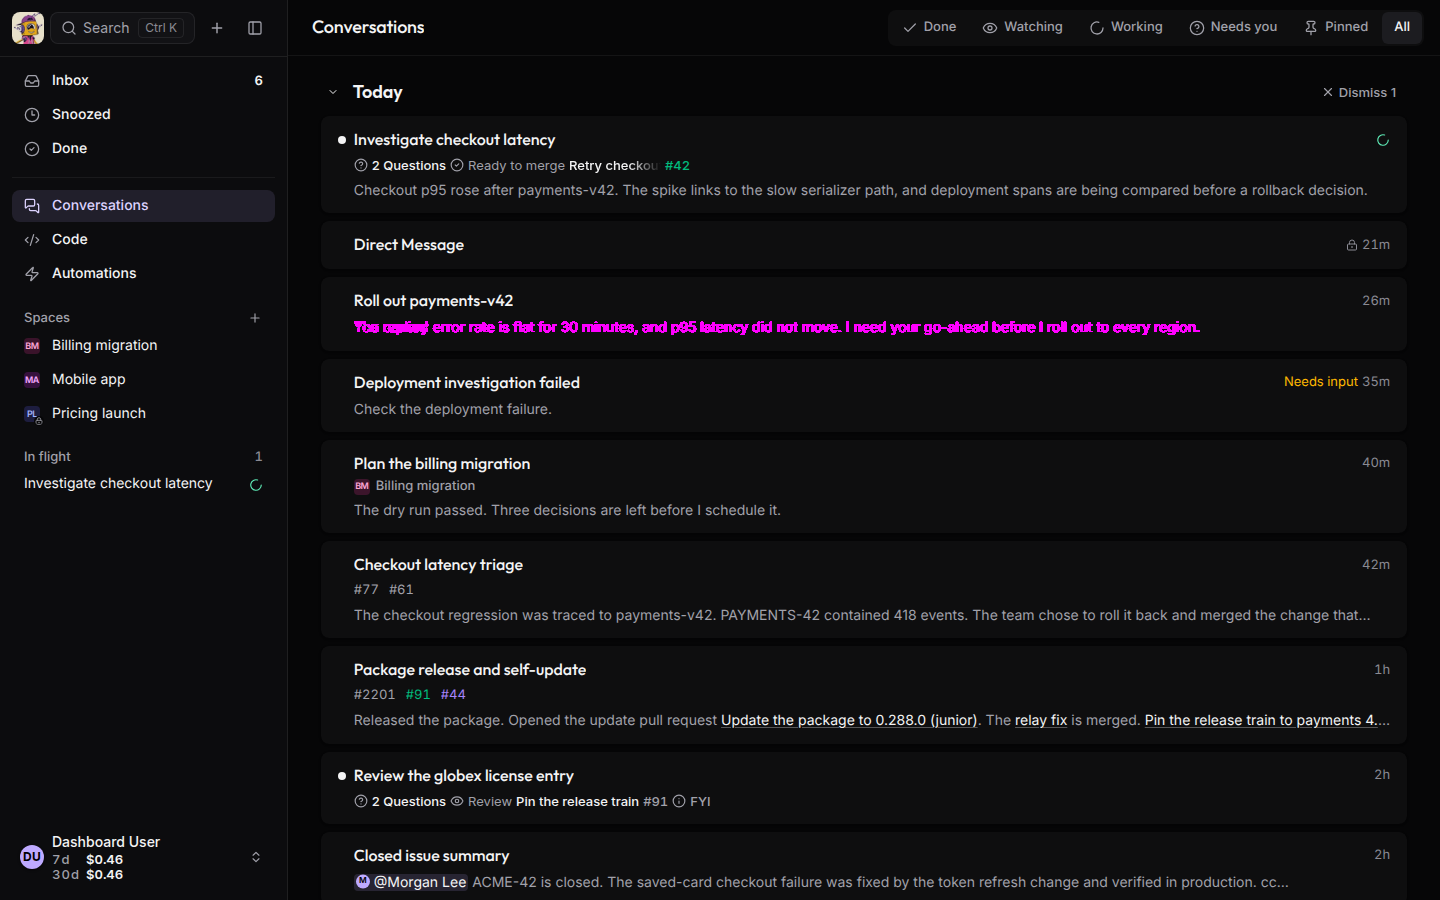 Search Ctrl K
Inbox 6
Snoozed
Done
Conversations
Code
Automations
Spaces
BM Billing migration
MA Mobile app
PL Pricing launch
In flight 1
Investigate checkout latency
DU Dashboard User
7d $0.46
30d $0.46
Conversations
Done Watching Working Needs you Pinned All
Today Dismiss 1
Investigate checkout latency
2 Questions Ready to merge Retry checkou #42
Checkout p95 rose after payments-v42. The spike links to the slow serializer path, and deployment spans are being compared before a rollback decision.
Direct Message 21m
Roll out payments-v42 26m
error rate is flat for 30 minutes, and p95 latency did not move. I need your go-ahead before I roll out to every region.
Deployment investigation failed Needs input 35m
Check the deployment failure.
Plan the billing migration 40m
BM Billing migration
The dry run passed. Three decisions are left before I schedule it.
Checkout latency triage 42m
#77 #61
The checkout regression was traced to payments-v42. PAYMENTS-42 contained 418 events. The team chose to roll it back and merged the change that...
Package release and self-update 1h
#2201 #91 #44
Released the package. Opened the update pull request Update the package to 0.288.0 (junior). The relay fix is merged. Pin the release train to payments 4....
Review the globex license entry 2h
2 Questions Review Pin the release train #91 FYI
Closed issue summary 2h
M @Morgan Lee ACME-42 is closed. The saved-card checkout failure was fixed by the token refresh change and verified in production. cc...